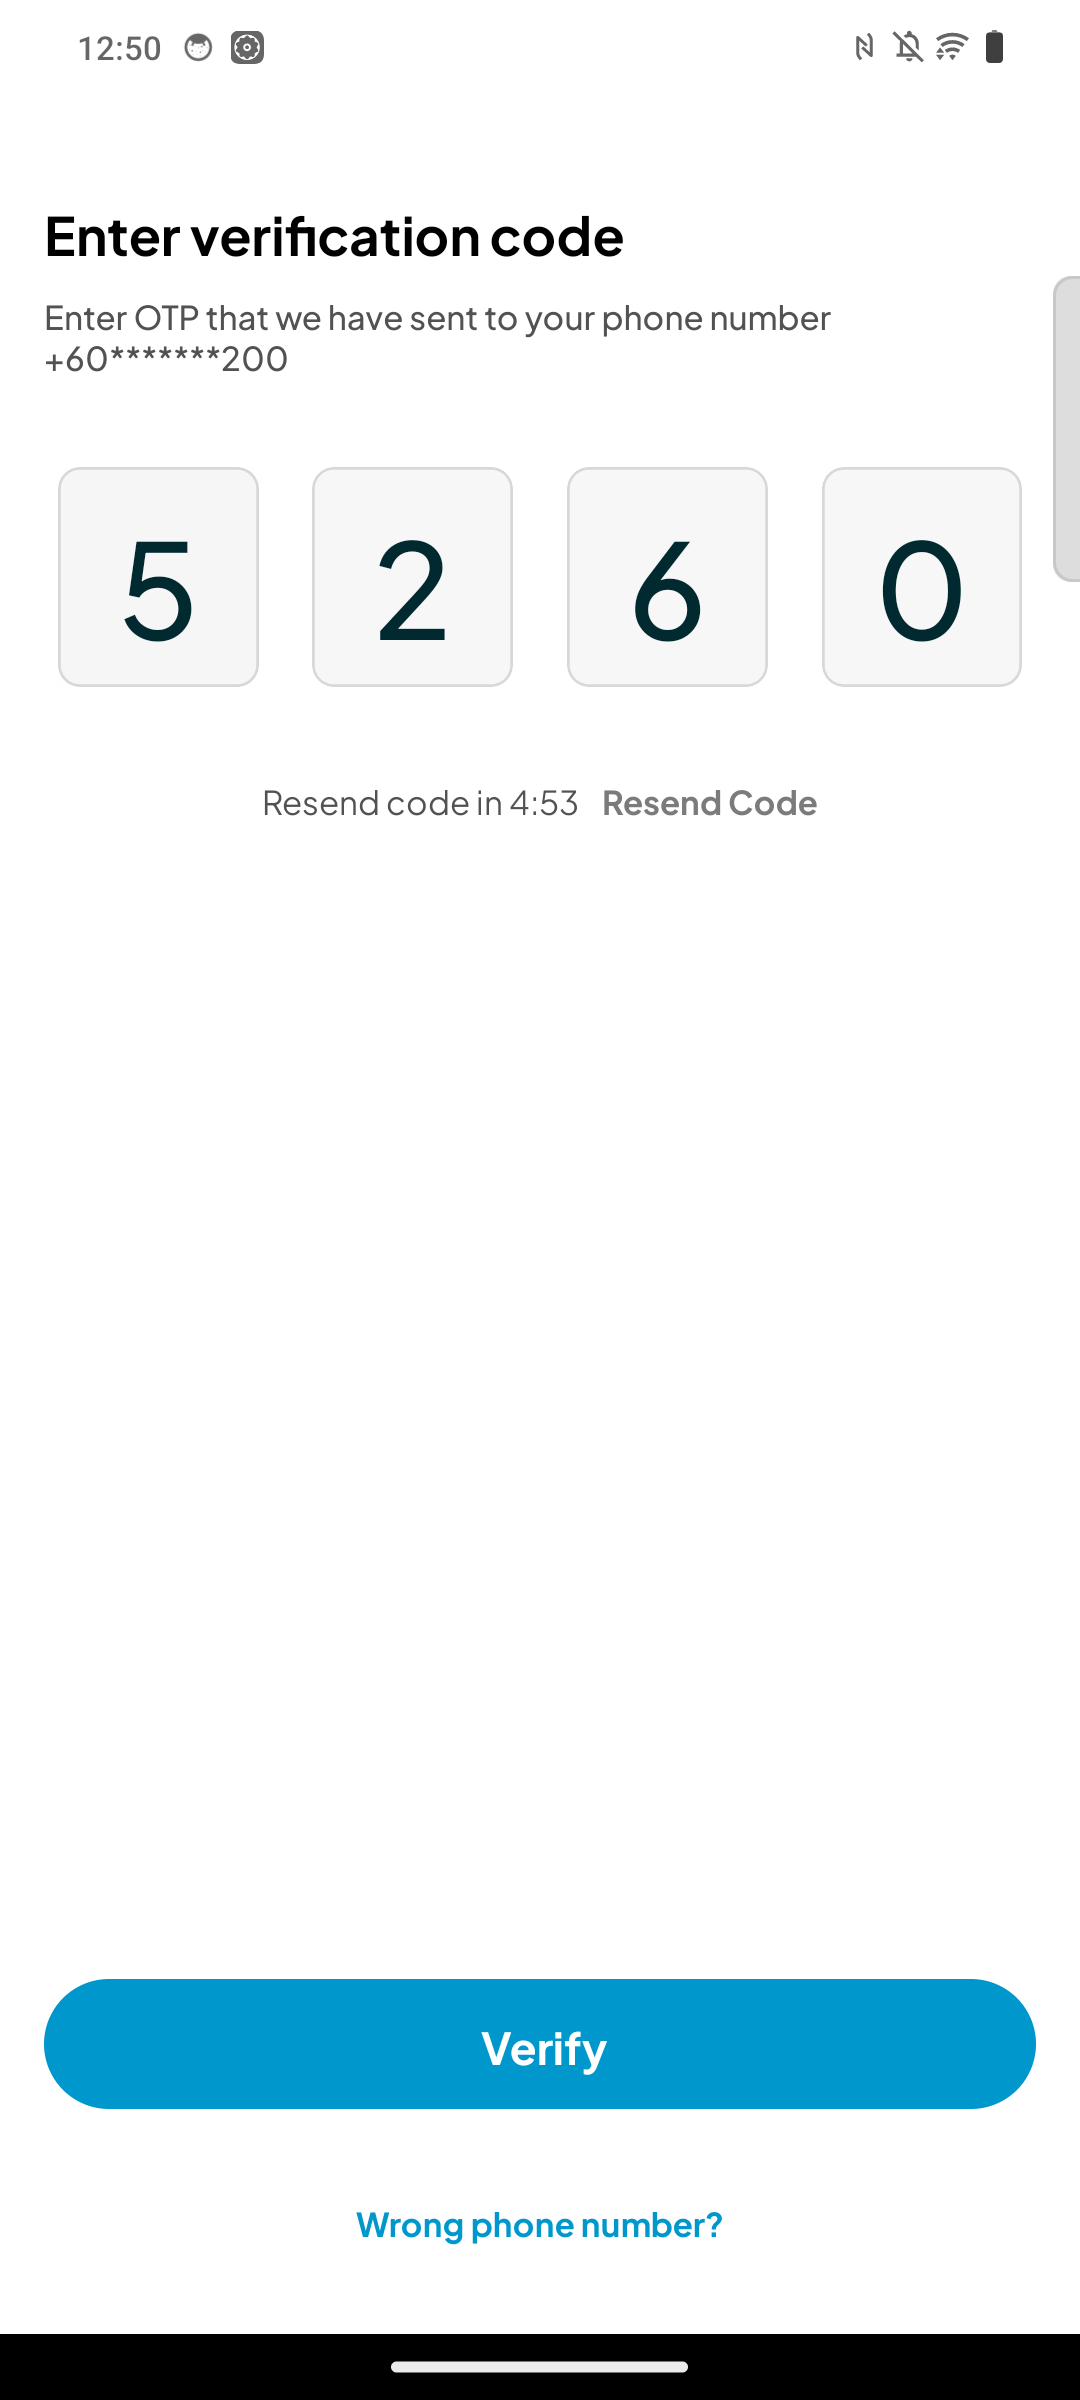 12:50
Enter verification code
Enter OTP that we have sent to your phone number
+60*******200
5 2 6 0
Resend code in 4:53 Resend Code
Verify
Wrong phone number?